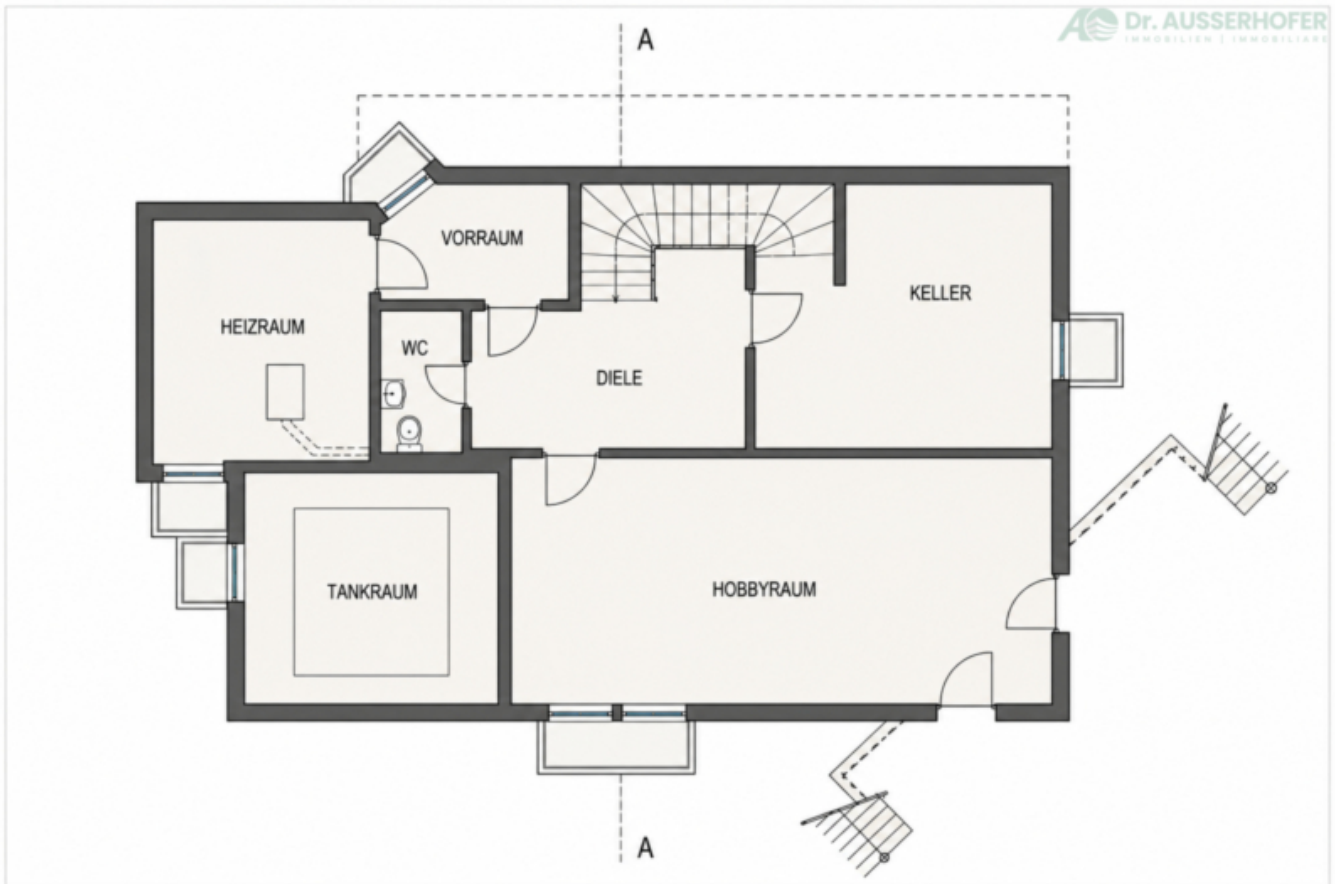 Dr. AUSSERHOFER
IMMOBILIEN | IMMOBILIARE
A
VORRAUM
KELLER
HEIZRAUM
WC
DIELE
TANKRAUM
HOBBYRAUM
A